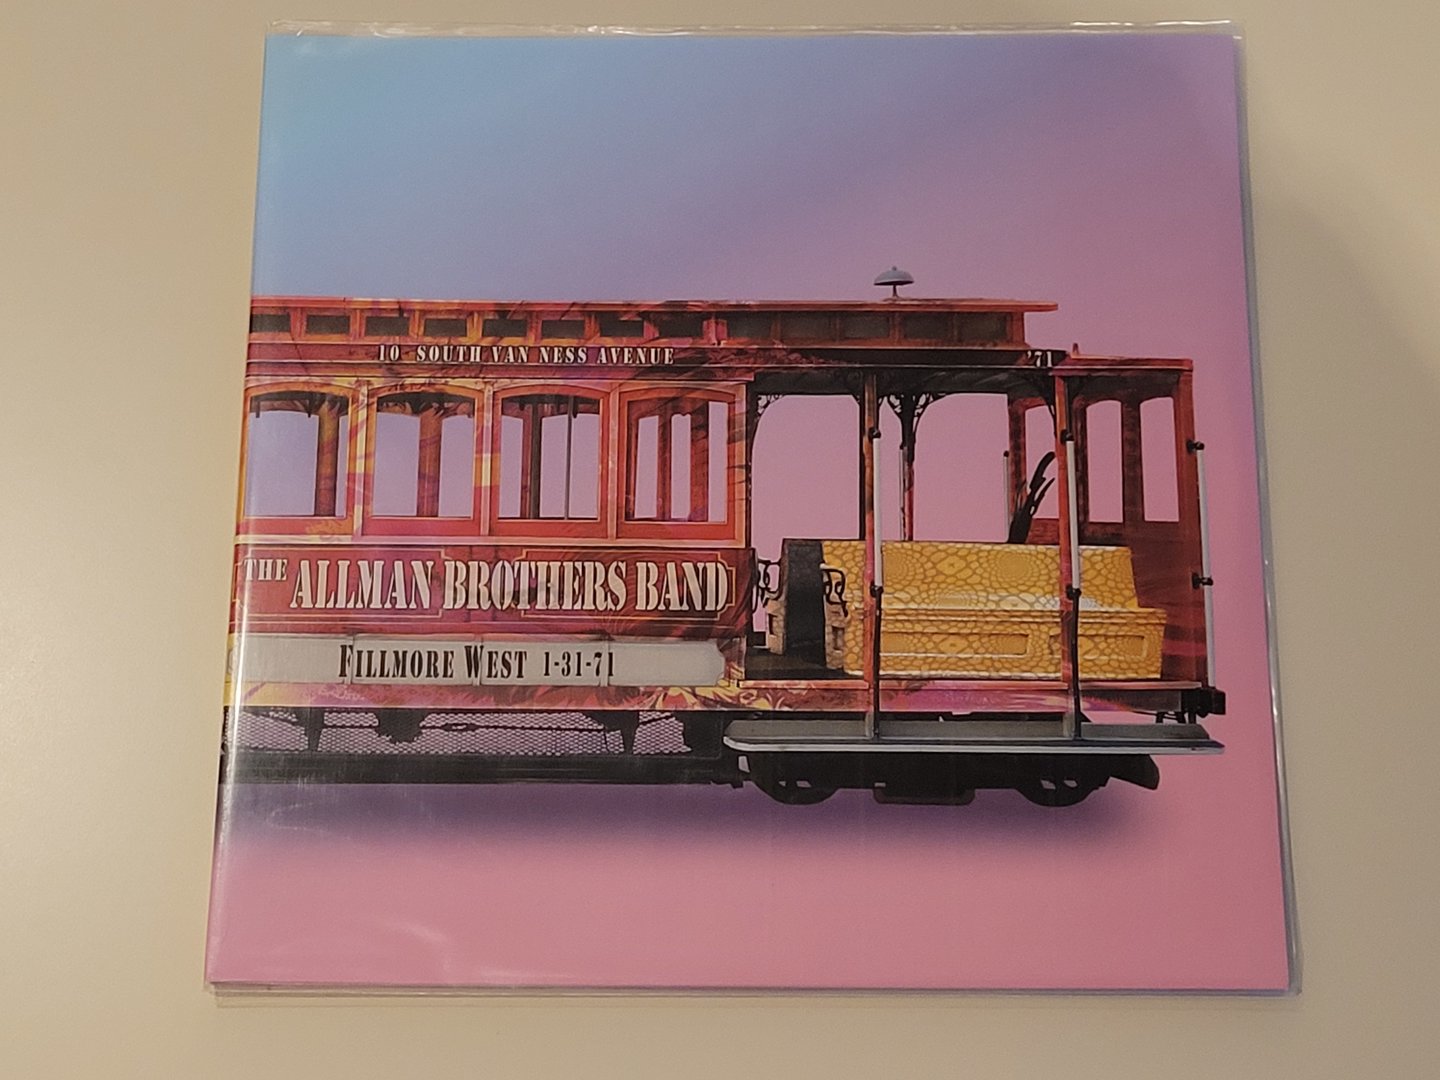 10 SOUTH VAN NESS AVENUE
'71
THE ALLMAN BROTHERS BAND
FILLMORE WEST 1-31-71